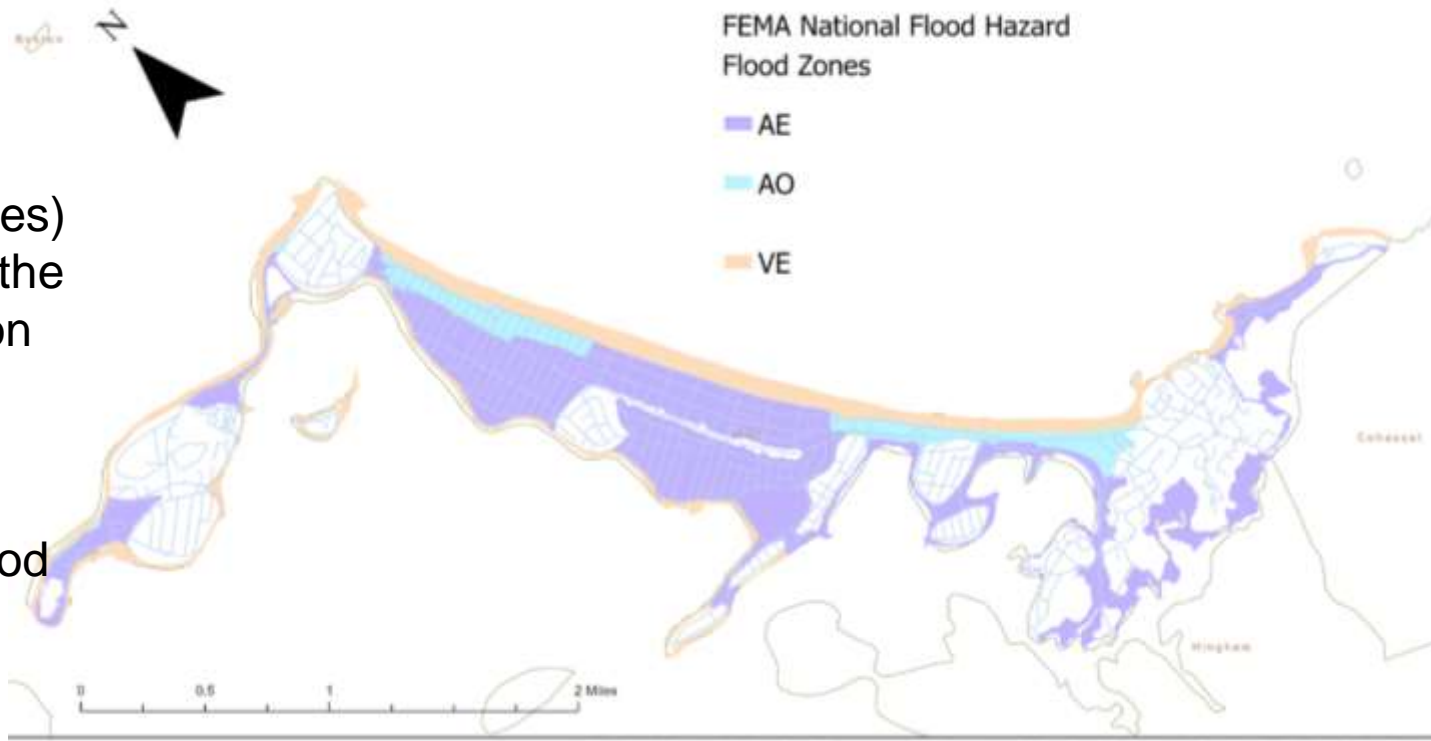 N
FEMA National Flood Hazard
Flood Zones
AE
AO
VE
es)
the
on
od
Cohasset
Hingham
0 0.5 1 2 Miles